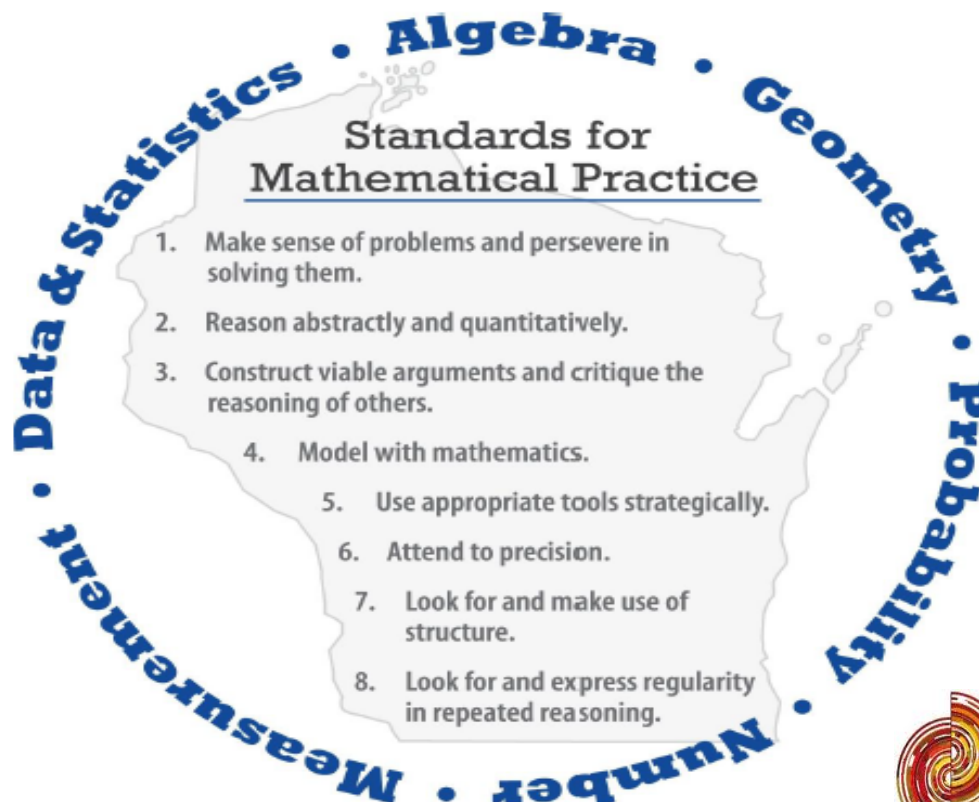 Data & Statistics • Algebra • Geometry • Probability • Number • Measurement •
Standards for
Mathematical Practice
1. Make sense of problems and persevere in
solving them.
2. Reason abstractly and quantitatively.
3. Construct viable arguments and critique the
reasoning of others.
4. Model with mathematics.
5. Use appropriate tools strategically.
6. Attend to precision.
7. Look for and make use of
structure.
8. Look for and express regularity
in repeated reasoning.